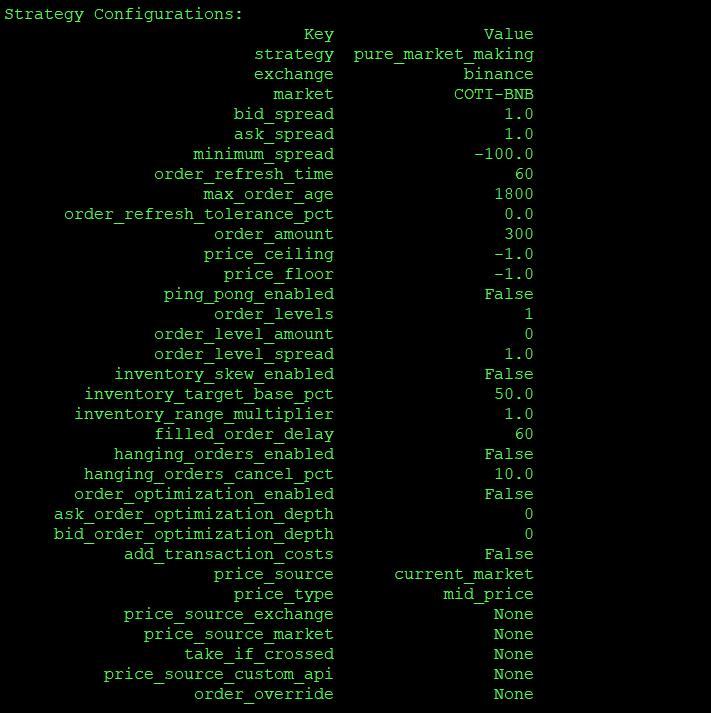 Strategy Configurations:
Key Value
strategy pure_market_making
exchange binance
market COTI-BNB
bid_spread 1.0
ask_spread 1.0
minimum_spread -100.0
order_refresh_time 60
max_order_age 1800
order_refresh_tolerance_pct 0.0
order_amount 300
price_ceiling -1.0
price_floor -1.0
ping_pong_enabled False
order_levels 1
order_level_amount 0
order_level_spread 1.0
inventory_skew_enabled False
inventory_target_base_pct 50.0
inventory_range_multiplier 1.0
filled_order_delay 60
hanging_orders_enabled False
hanging_orders_cancel_pct 10.0
order_optimization_enabled False
ask_order_optimization_depth 0
bid_order_optimization_depth 0
add_transaction_costs False
price_source current_market
price_type mid_price
price_source_exchange None
price_source_market None
take_if_crossed None
price_source_custom_api None
order_override None